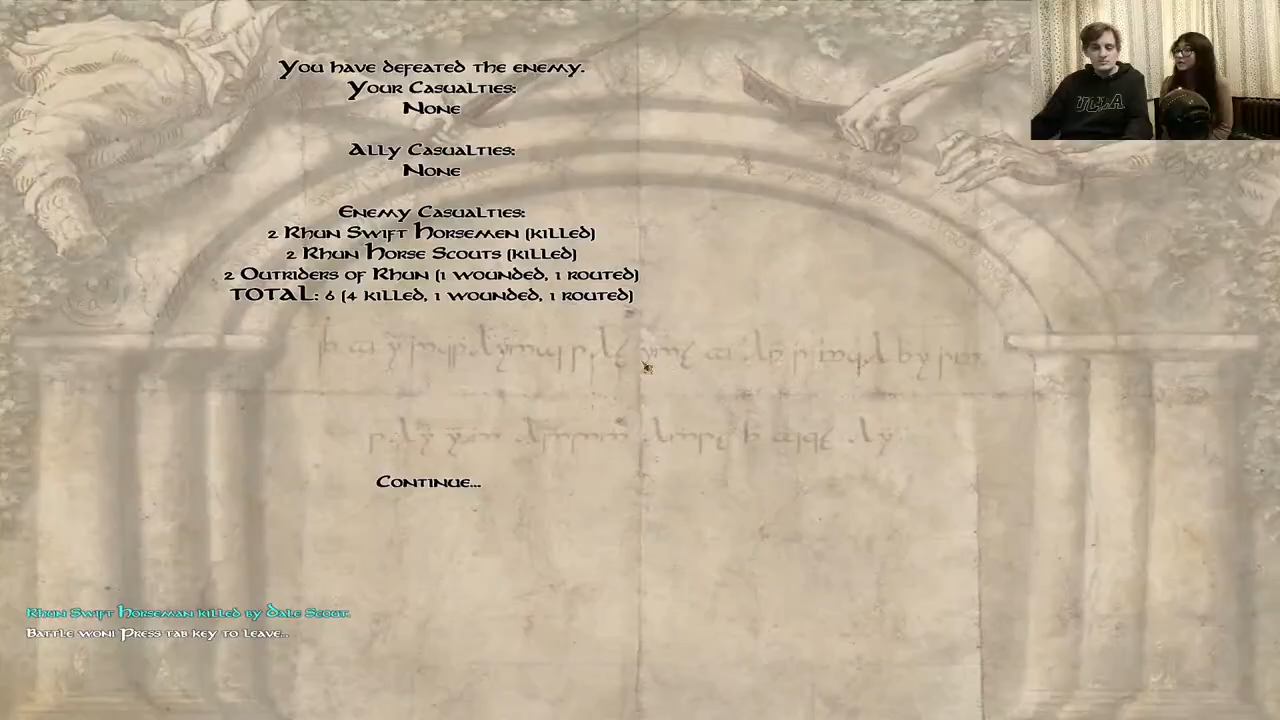 You have defeated the enemy.
Your Casualties:
None
Ally Casualties:
None
Enemy Casualties:
2 Rhun Swift Horsemen (killed)
2 Rhun Horse Scouts (killed)
2 Outriders of Rhun (1 wounded, 1 routed)
TOTAL: 6 (4 killed, 1 wounded, 1 routed)
Continue...
Rhun Swift Horseman killed by Dale Scout.
Battle won! Press tab key to leave..
UCLA